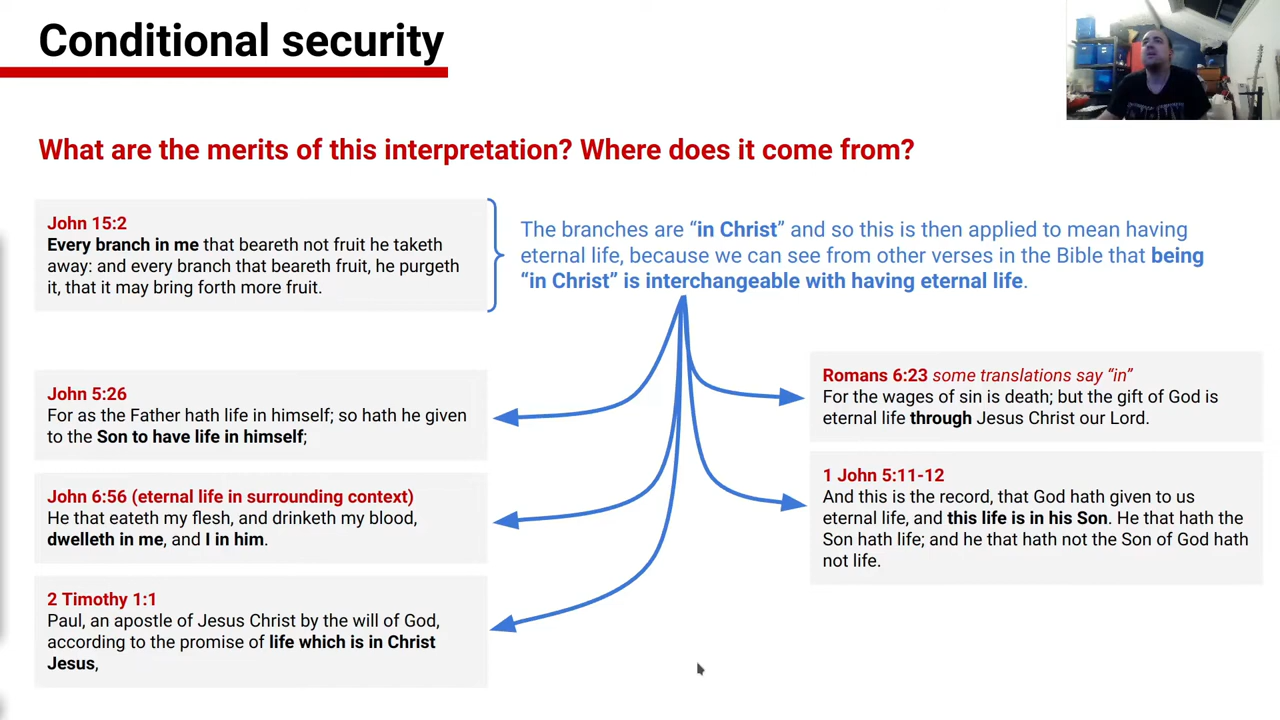 Conditional security
What are the merits of this interpretation? Where does it come from?
John 15:2
Every branch in me that beareth not fruit he taketh
away: and every branch that beareth fruit, he purgeth
it, that it may bring forth more fruit.
The branches are “in Christ” and so this is then applied to mean having
eternal life, because we can see from other verses in the Bible that being
“in Christ” is interchangeable with having eternal life.
John 5:26
For as the Father hath life in himself; so hath he given
to the Son to have life in himself;
John 6:56 (eternal life in surrounding context)
He that eateth my flesh, and drinketh my blood,
dwelleth in me, and I in him.
2 Timothy 1:1
Paul, an apostle of Jesus Christ by the will of God,
according to the promise of life which is in Christ
Jesus,
Romans 6:23 some translations say “in”
For the wages of sin is death; but the gift of God is
eternal life through Jesus Christ our Lord.
1 John 5:11-12
And this is the record, that God hath given to us
eternal life, and this life is in his Son. He that hath the
Son hath life; and he that hath not the Son of God hath
not life.